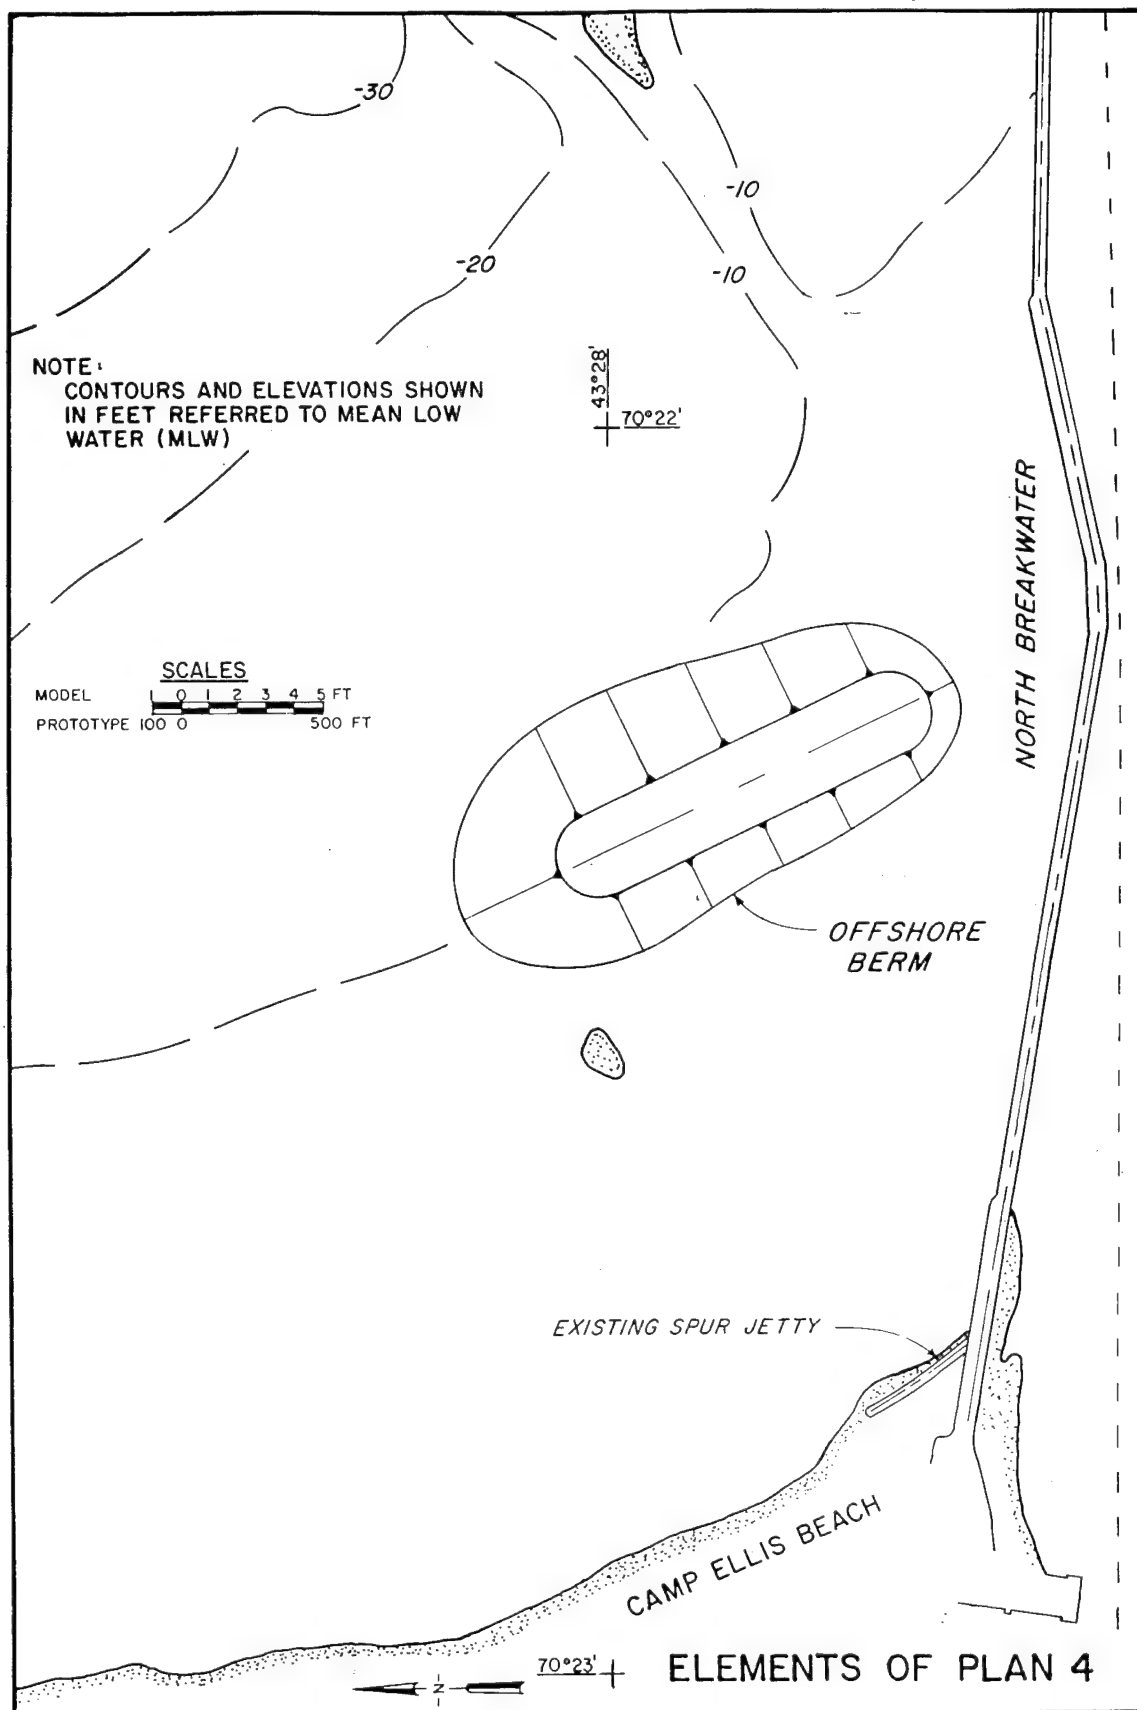 -30
-10
-20
-10
NOTE:
CONTOURS AND ELEVATIONS SHOWN
IN FEET REFERRED TO MEAN LOW
WATER (MLW)
43°28'
70°22'
NORTH BREAKWATER
SCALES
MODEL 1 0 1 2 3 4 5 FT
PROTOTYPE 100 0 500 FT
OFFSHORE
BERM
EXISTING SPUR JETTY
CAMP ELLIS BEACH
70°23'
N
ELEMENTS OF PLAN 4